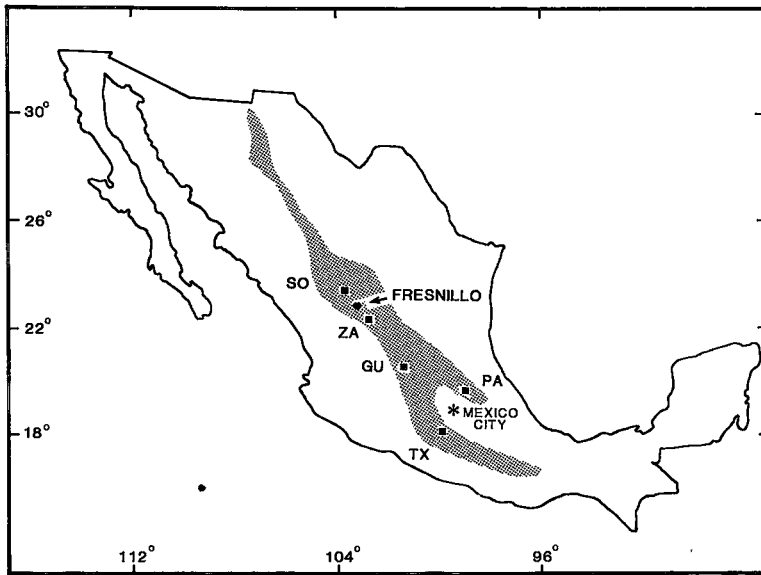 30°
26°
SO
FRESNILLO
22°
ZA
GU
PA
* MEXICO
CITY
18°
TX
112°
104°
96°